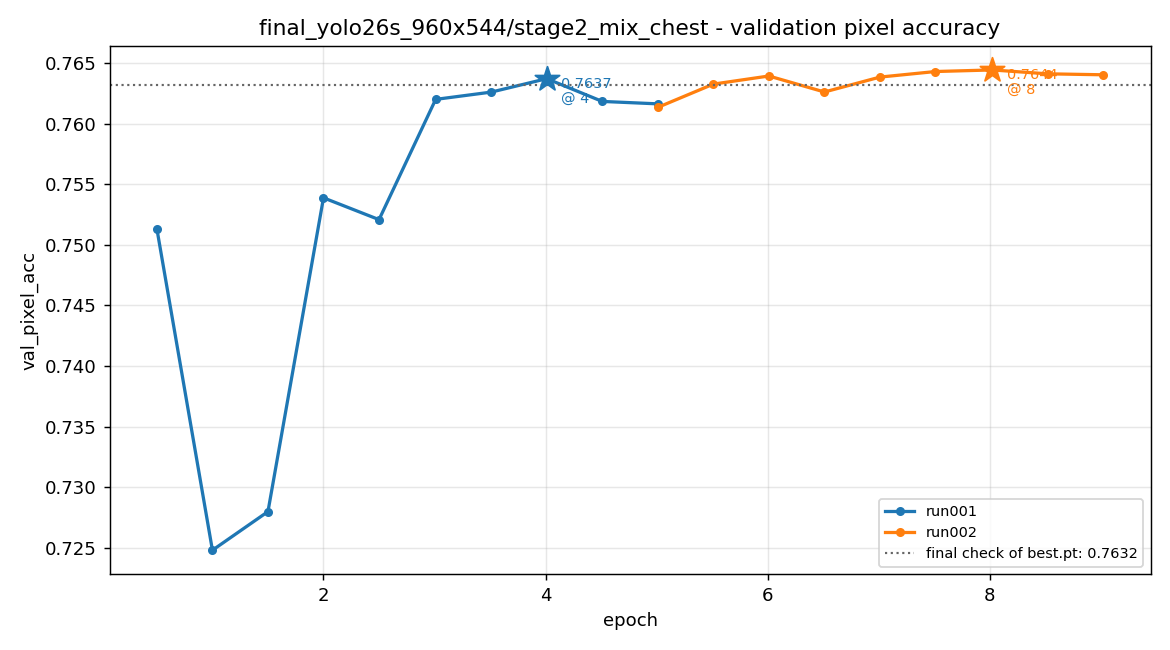 final_yolo26s_960x544/stage2_mix_chest - validation pixel accuracy
val_pixel_acc
0.765
0.760
0.755
0.750
0.745
0.740
0.735
0.730
0.725
0.7637
@ 4
0.7644
@ 8
run001
run002
final check of best.pt: 0.7632
2
4
6
8
epoch